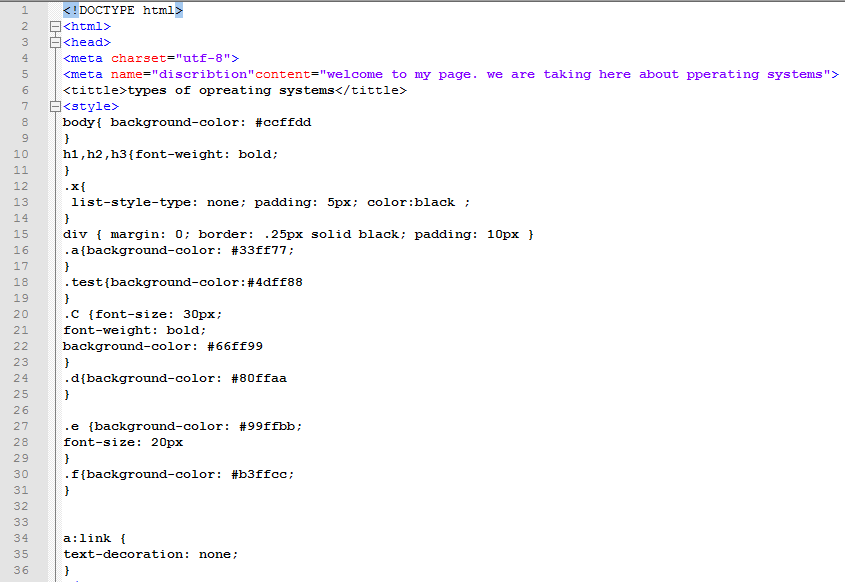 1 <!DOCTYPE html>
2 <html>
3 <head>
4 <meta charset="utf-8">
5 <meta name="discribtion"content="welcome to my page. we are taking here about pperating systems">
6 <tittle>types of opreating systems</tittle>
7 <style>
8 body{ background-color: #ccffdd
9 }
10 h1,h2,h3{font-weight: bold;
11 }
12 .x{
13  list-style-type: none; padding: 5px; color:black ;
14 }
15 div { margin: 0; border: .25px solid black; padding: 10px }
16 .a{background-color: #33ff77;
17 }
18 .test{background-color:#4dff88
19 }
20 .C {font-size: 30px;
21 font-weight: bold;
22 background-color: #66ff99
23 }
24 .d{background-color: #80ffaa
25 }
26
27 .e {background-color: #99ffbb;
28 font-size: 20px
29 }
30 .f{background-color: #b3ffcc;
31 }
32
33
34 a:link {
35 text-decoration: none;
36 }